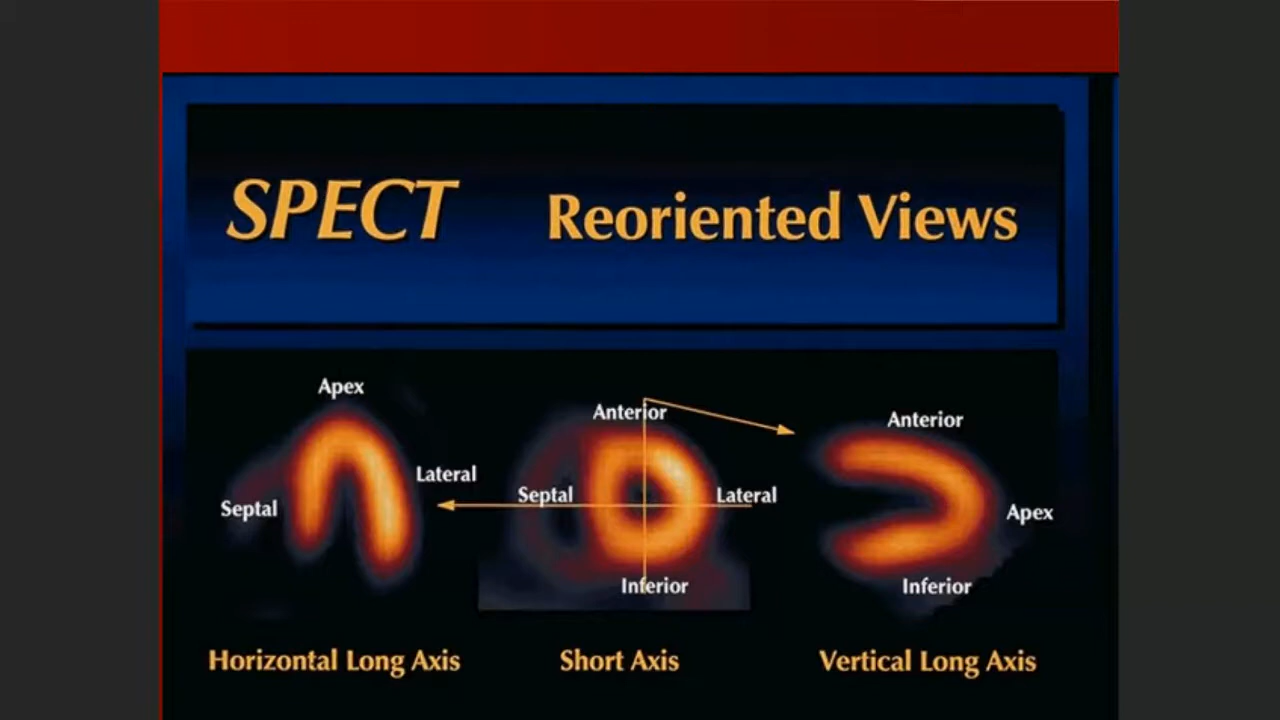 SPECT Reoriented Views
Apex
Septal
Lateral
Anterior
Septal
Lateral
Inferior
Anterior
Apex
Inferior
Horizontal Long Axis
Short Axis
Vertical Long Axis